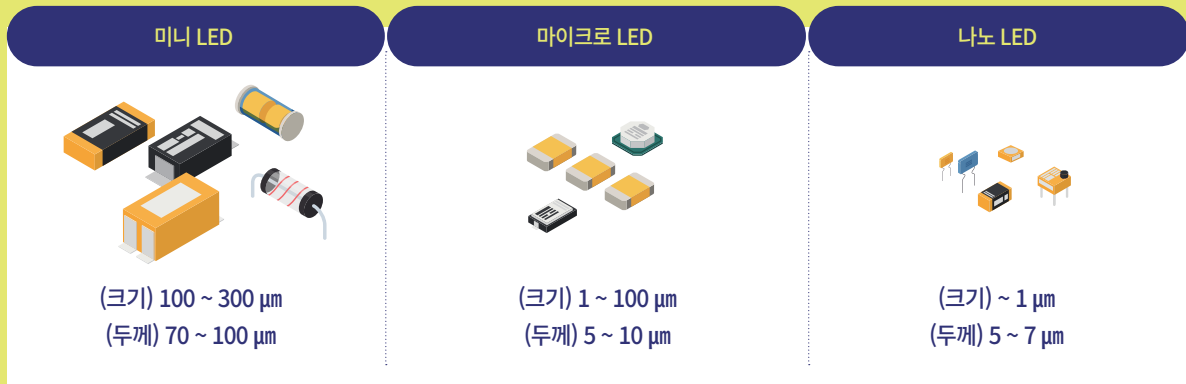 미니 LED
마이크로 LED
나노 LED
(크기) 100 ~ 300 μm
(두께) 70 ~ 100 μm
(크기) 1 ~ 100 μm
(두께) 5 ~ 10 μm
(크기) ~ 1 μm
(두께) 5 ~ 7 μm